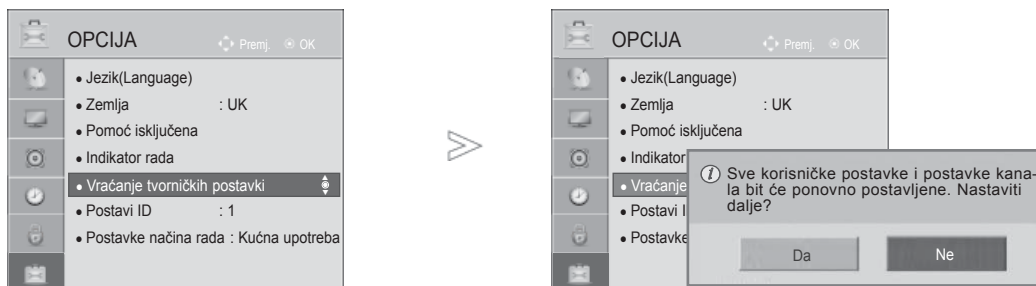 OPCIJA Premj. OK
• Jezik(Language)
• Zemlja : UK
• Pomoć isključena
• Indikator rada
• Vraćanje tvorničkih postavki
• Postavi ID : 1
• Postavke načina rada : Kućna upotreba
OPCIJA Premj. OK
• Jezik(Language)
• Zemlja : UK
• Pomoć isključena
• Indikator
• Vraćanje
• Postavi I
• Postavke
Sve korisničke postavke i postavke kana-
la bit će ponovno postavljene. Nastaviti
dalje?
Da Ne